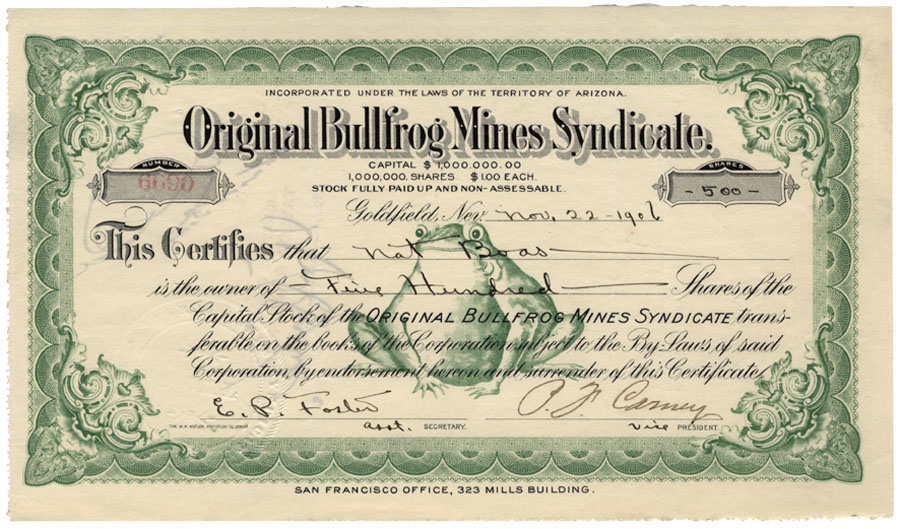 INCORPORATED UNDER THE LAWS OF THE TERRITORY OF ARIZONA.
Original Bullfrog Mines Syndicate.
CAPITAL $1,000,000.00
1,000,000. SHARES $1.00 EACH.
STOCK FULLY PAID UP AND NON-ASSESSABLE.
NUMBER
6690
SHARES
- 500 -
Goldfield, Nev. Nov. 22 - 1906
This Certifies that Nat Boas
is the owner of Five Hundred Shares of the
Capital Stock of the ORIGINAL BULLFROG MINES SYNDICATE trans-
ferable on the books of the Corporation subject to the By-Laws of said
Corporation, by endorsement hereon and surrender of this Certificate
E. P. Foster
P. F. Carney
asst. SECRETARY.
Vice PRESIDENT.
SAN FRANCISCO OFFICE, 323 MILLS BUILDING.